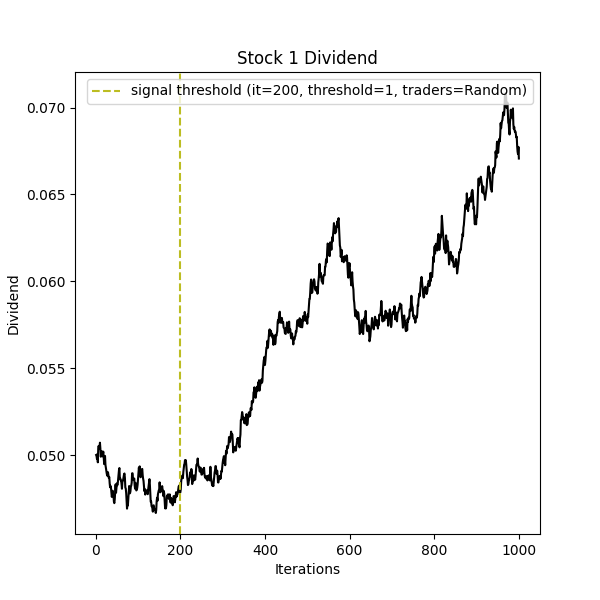 Stock 1 Dividend
signal threshold (it=200, threshold=1, traders=Random)
0.070
0.065
0.060
0.055
0.050
Dividend
0 200 400 600 800 1000
Iterations